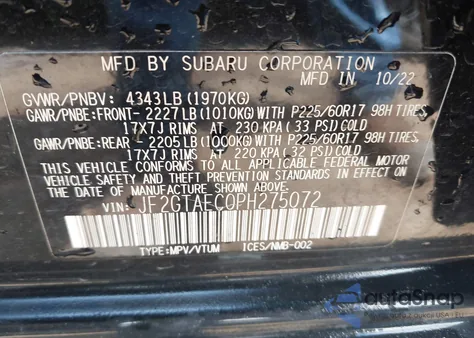 MFD BY SUBARU CORPORATION
MFD. IN 10/22
GVWR/PNBV: 4343LB(1970KG)
GAWR/PNBE:FRONT-2227LB(1010KG)WITH P225/60R17 98H TIRES
17X7J RIMS AT 230 KPA(33 PSI)COLD
GAWR/PNBE:REAR -2205LB(1000KG)WITH P225/60R17 98H TIRES
17X7J RIMS AT 220 KPA(32 PSI)COLD
THIS VEHICLE CONFORMS TO ALL APPLICABLE FEDERAL MOTOR
VEHICLE SAFETY AND THEFT PREVENTION STANDARDS IN EFFECT ON
THE DATE OF MANUFACTURE SHOWN ABOVE.
VIN: JF2GTAEC0PH275072
TYPE:MPV/VTUM ICES/NMB-002
autoSnap